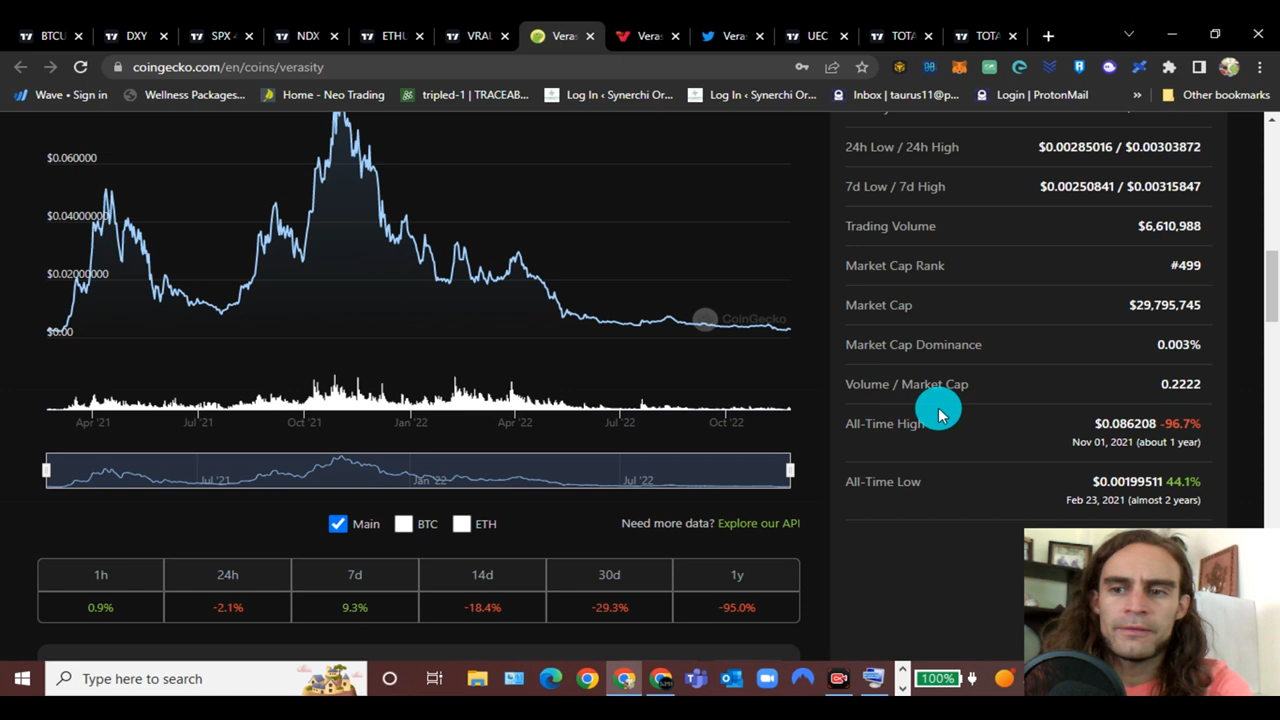 BTCU
DXY
SPX
NDX
ETHU
VRAU
Veras
Veras
Vera
UEC
TOTA
TOTA
coingecko.com/en/coins/verasity
Wave • Sign in
Wellness Packages...
Home - Neo Trading
tripled-1 | TRACEAB...
Log In ‹ Synerchi Or...
Log In ‹ Synerchi Or...
Inbox | taurus11@p...
Login | ProtonMail
»
Other bookmarks
$0.060000
$0.04000000
$0.02000000
$0.00
CoinGecko
Apr '21
Jul '21
Oct '21
Jan '22
Apr '22
Jul '22
Oct '22
Jul '21
Jan '22
Jul '22
Main
BTC
ETH
Need more data? Explore our API
1h 24h 7d 14d 30d 1y
0.9% -2.1% 9.3% -18.4% -29.3% -95.0%
24h Low / 24h High $0.00285016 / $0.00303872
7d Low / 7d High $0.00250841 / $0.00315847
Trading Volume $6,610,988
Market Cap Rank #499
Market Cap $29,795,745
Market Cap Dominance 0.003%
Volume / Market Cap 0.2222
All-Time High $0.086208 -96.7%
Nov 01, 2021 (about 1 year)
All-Time Low $0.00199511 44.1%
Feb 23, 2021 (almost 2 years)
Type here to search
100%